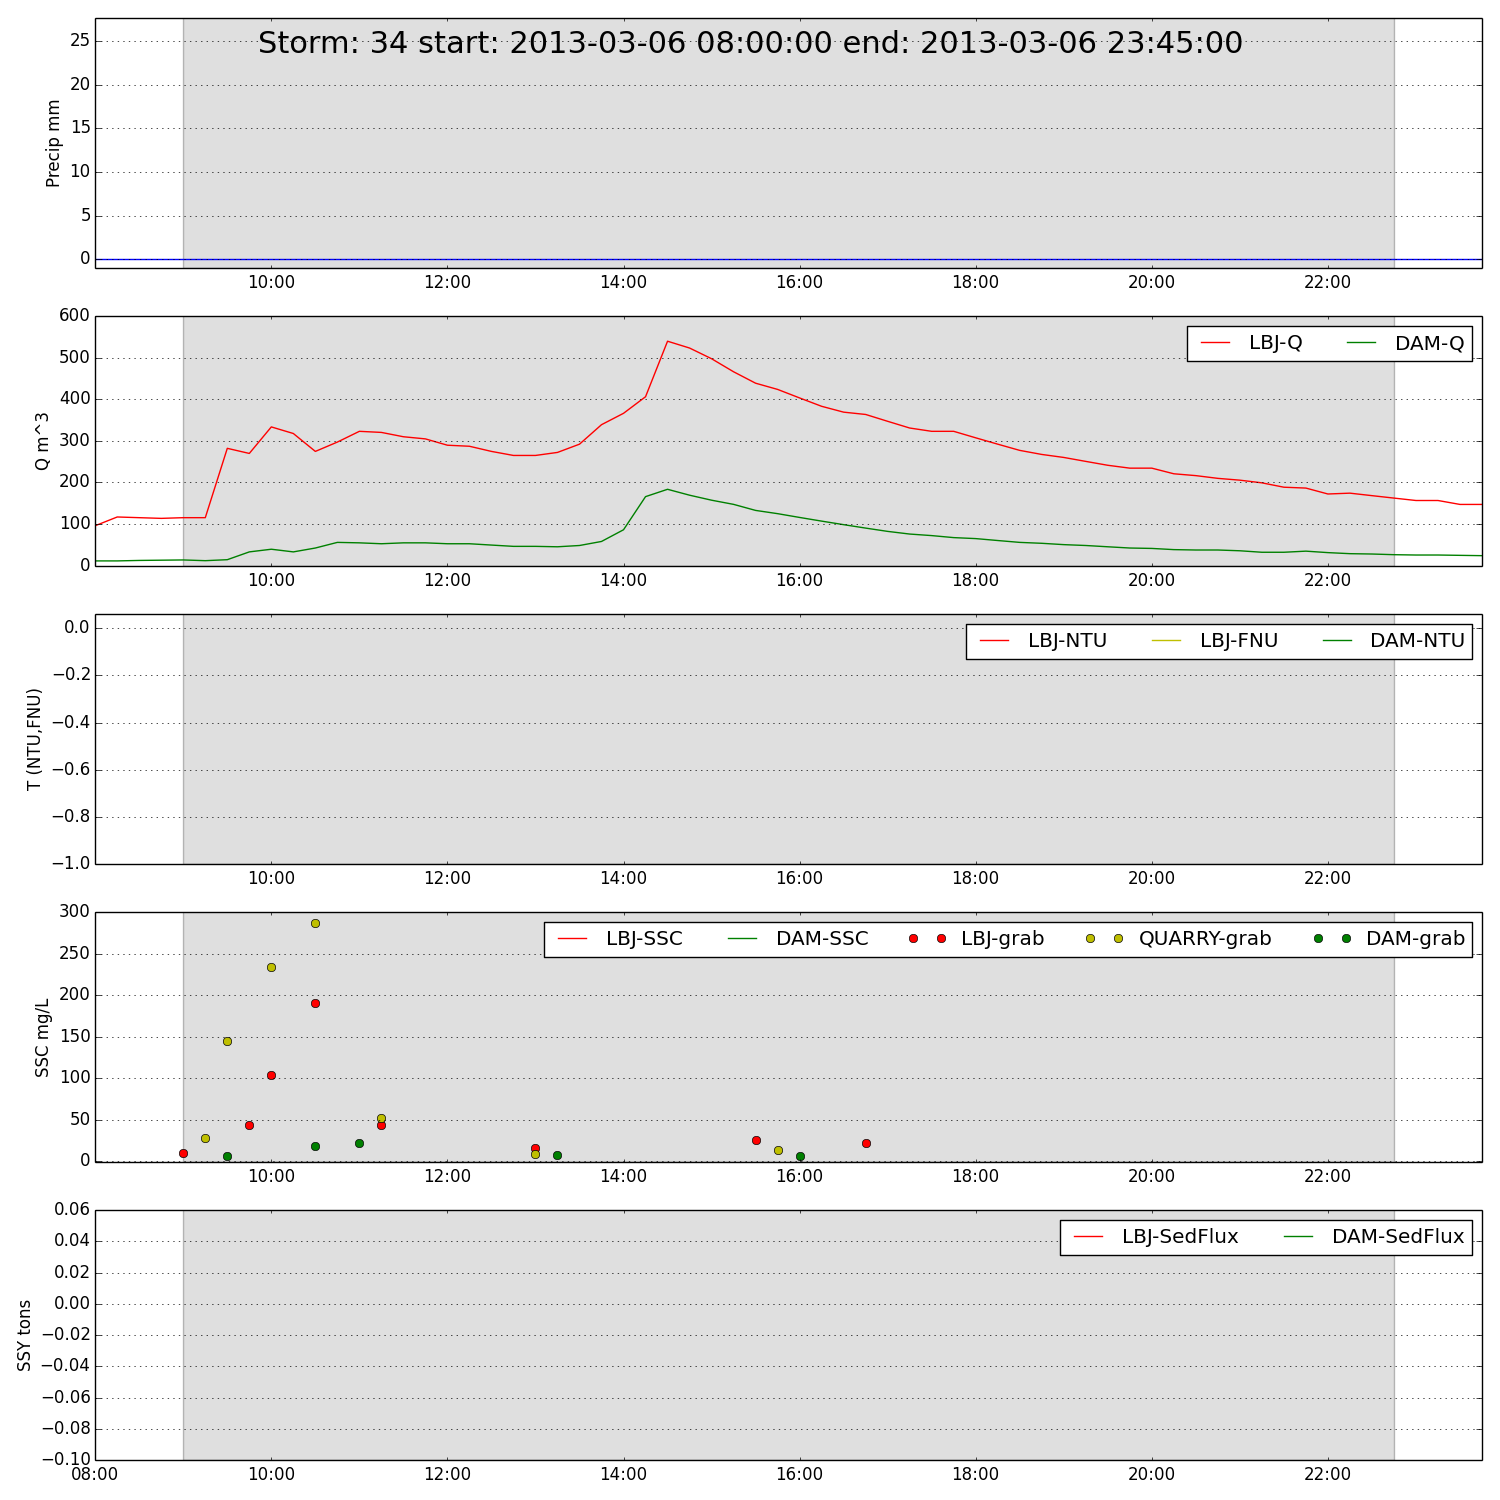 Storm: 34 start: 2013-03-06 08:00:00 end: 2013-03-06 23:45:00
Precip mm
25
20
15
10
5
0
10:00 12:00 14:00 16:00 18:00 20:00 22:00
LBJ-Q DAM-Q
Q m^3
600
500
400
300
200
100
0
10:00 12:00 14:00 16:00 18:00 20:00 22:00
LBJ-NTU LBJ-FNU DAM-NTU
T (NTU,FNU)
0.0
−0.2
−0.4
−0.6
−0.8
−1.0
10:00 12:00 14:00 16:00 18:00 20:00 22:00
LBJ-SSC DAM-SSC LBJ-grab QUARRY-grab DAM-grab
SSC mg/L
300
250
200
150
100
50
0
10:00 12:00 14:00 16:00 18:00 20:00 22:00
LBJ-SedFlux DAM-SedFlux
SSY tons
0.06
0.04
0.02
0.00
−0.02
−0.04
−0.06
−0.08
−0.10
08:00 10:00 12:00 14:00 16:00 18:00 20:00 22:00